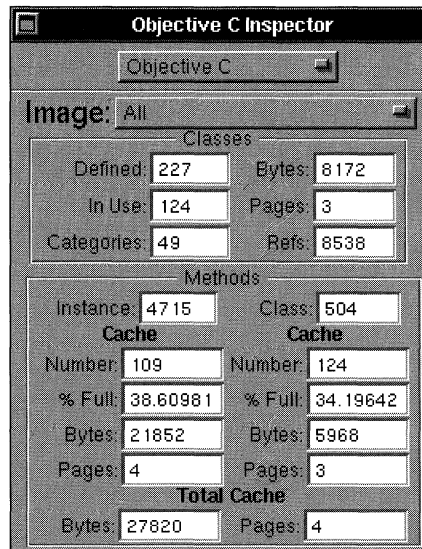 Objective C Inspector
Objective C
Image: All
Classes
Defined: 227 Bytes: 8172
In Use: 124 Pages: 3
Categories: 49 Refs: 8538
Methods
Instance: 4715 Class: 504
Cache Cache
Number: 109 Number: 124
% Full: 38.60981 % Full: 34.19642
Bytes: 21852 Bytes: 5968
Pages: 4 Pages: 3
Total Cache
Bytes: 27820 Pages: 4